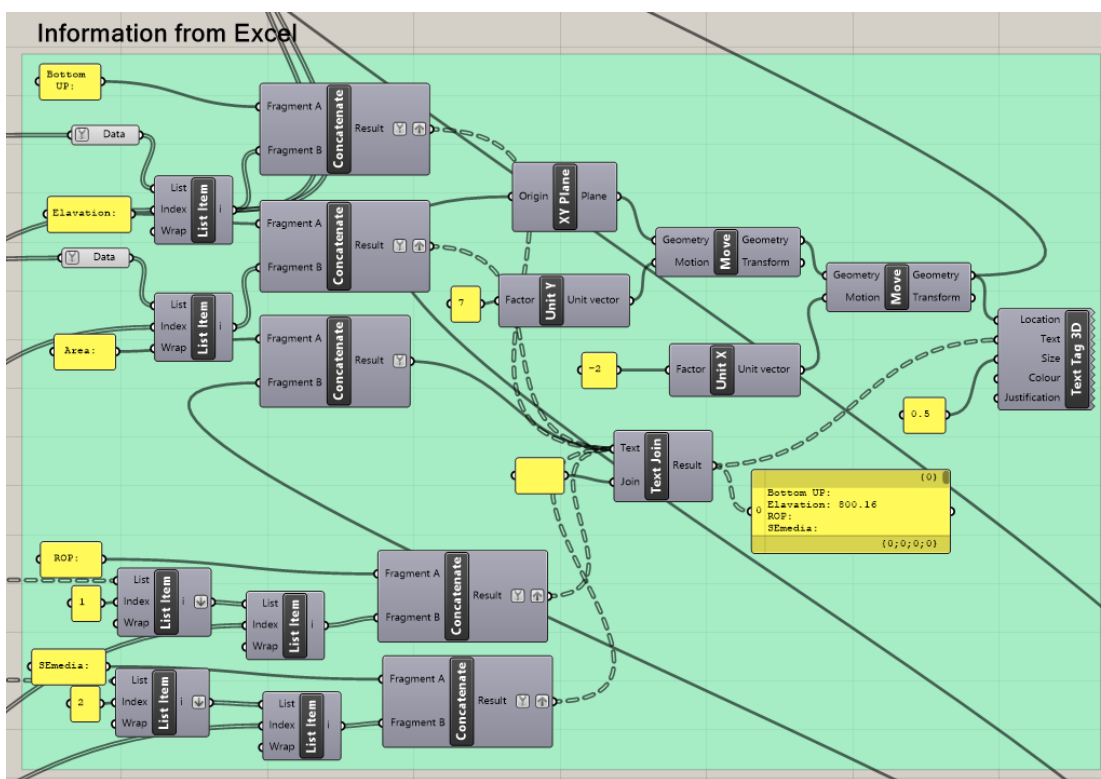 Information from Excel
Bottom
UP:
Data
List
Index
Wrap
List Item
i
Elavation:
Data
List
Index
Wrap
List Item
i
Area:
Fragment A
Fragment B
Concatenate
Result
Fragment A
Fragment B
Concatenate
Result
Fragment A
Fragment B
Concatenate
Result
Origin
XY Plane
Plane
7
Factor
Unit Y
Unit vector
Geometry
Motion
Move
Geometry
Transform
-2
Factor
Unit X
Unit vector
Geometry
Motion
Move
Geometry
Transform
0.5
Location
Text
Size
Colour
Justification
Text Tag 3D
Text
Join
Text Join
Result
{0}
0
Bottom UP:
Elavation: 800.16
ROP:
SEmedia:
{0;0;0;0}
ROP:
1
List
Index
Wrap
List Item
i
List
Index
Wrap
List Item
i
Fragment A
Fragment B
Concatenate
Result
SEmedia:
2
List
Index
Wrap
List Item
i
List
Index
Wrap
List Item
i
Fragment A
Fragment B
Concatenate
Result